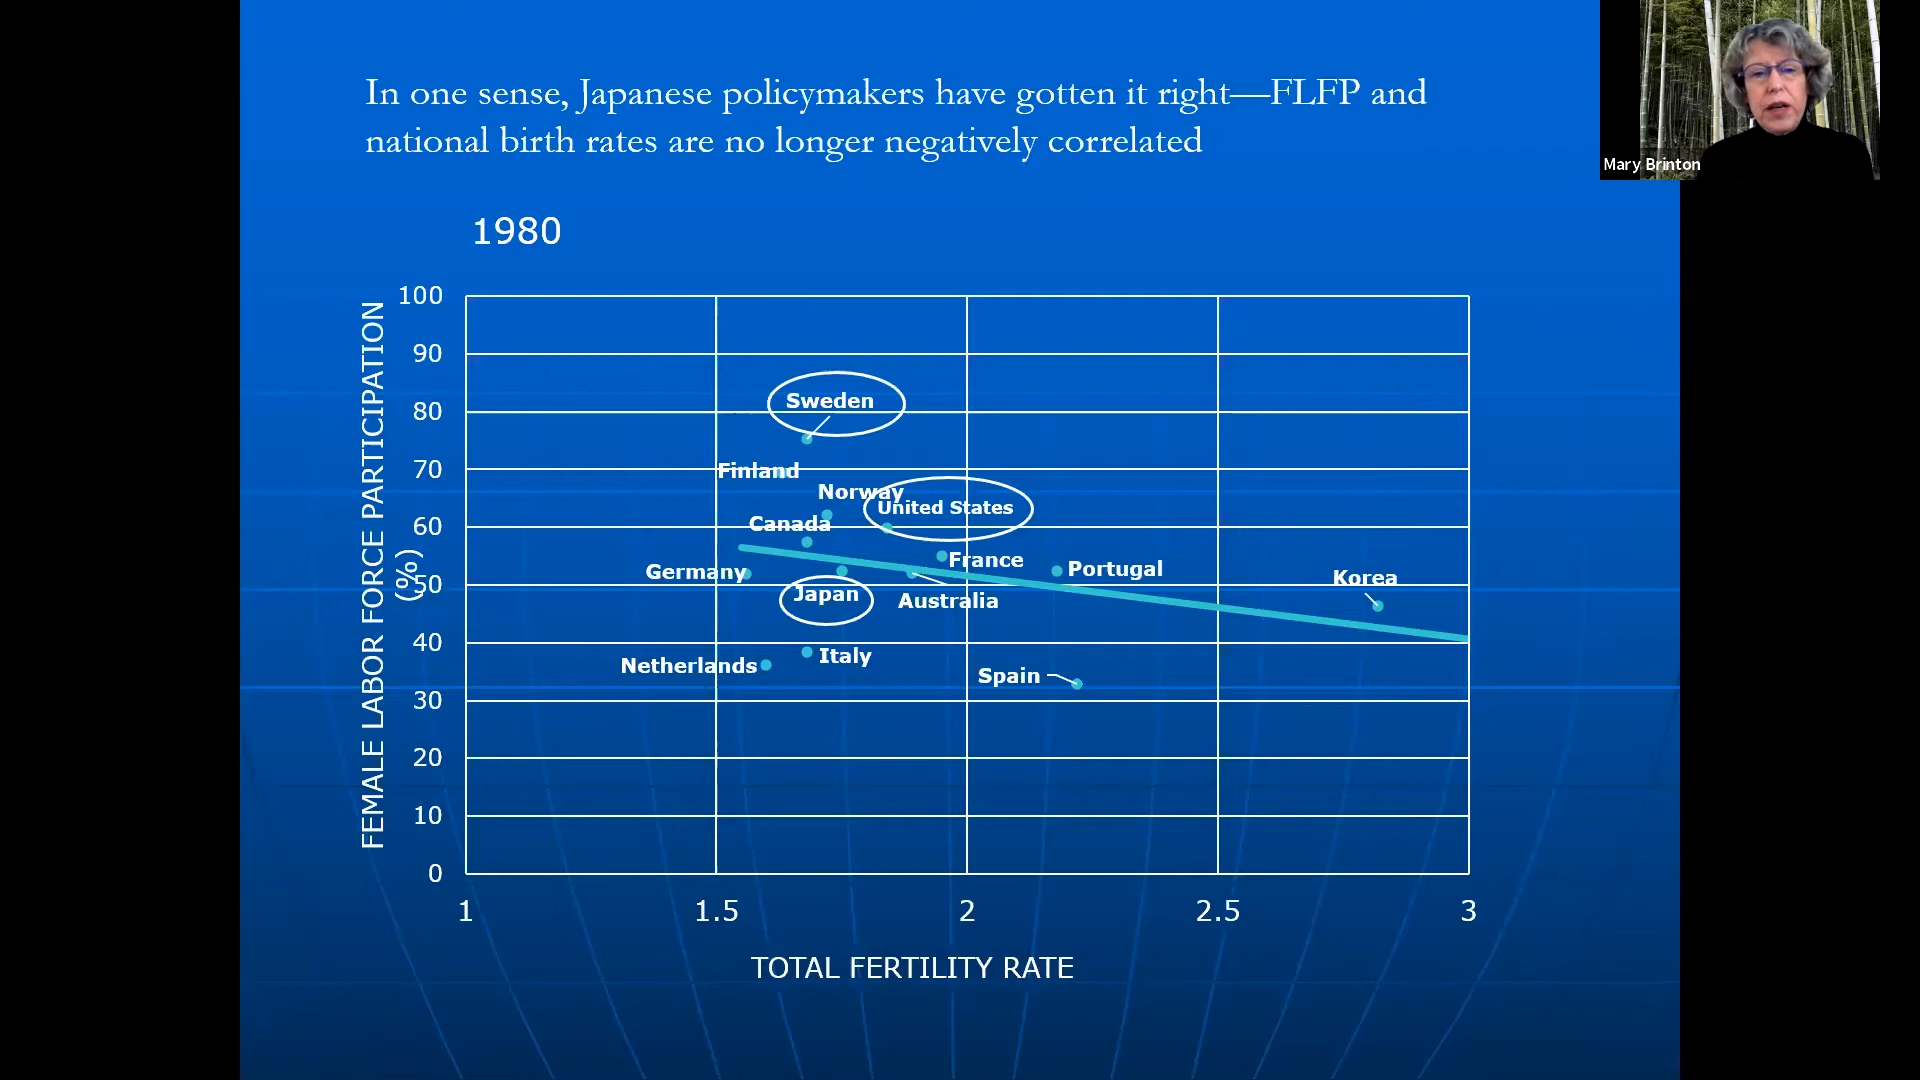 In one sense, Japanese policymakers have gotten it right—FLFP and
national birth rates are no longer negatively correlated
Mary Brinton
1980
FEMALE LABOR FORCE PARTICIPATION
(%)
100
90
80
70
60
50
40
30
20
10
0
Sweden
Finland
Norway
United States
Canada
France
Portugal
Germany
Korea
Japan
Australia
Italy
Netherlands
Spain
1
1.5
2
2.5
3
TOTAL FERTILITY RATE